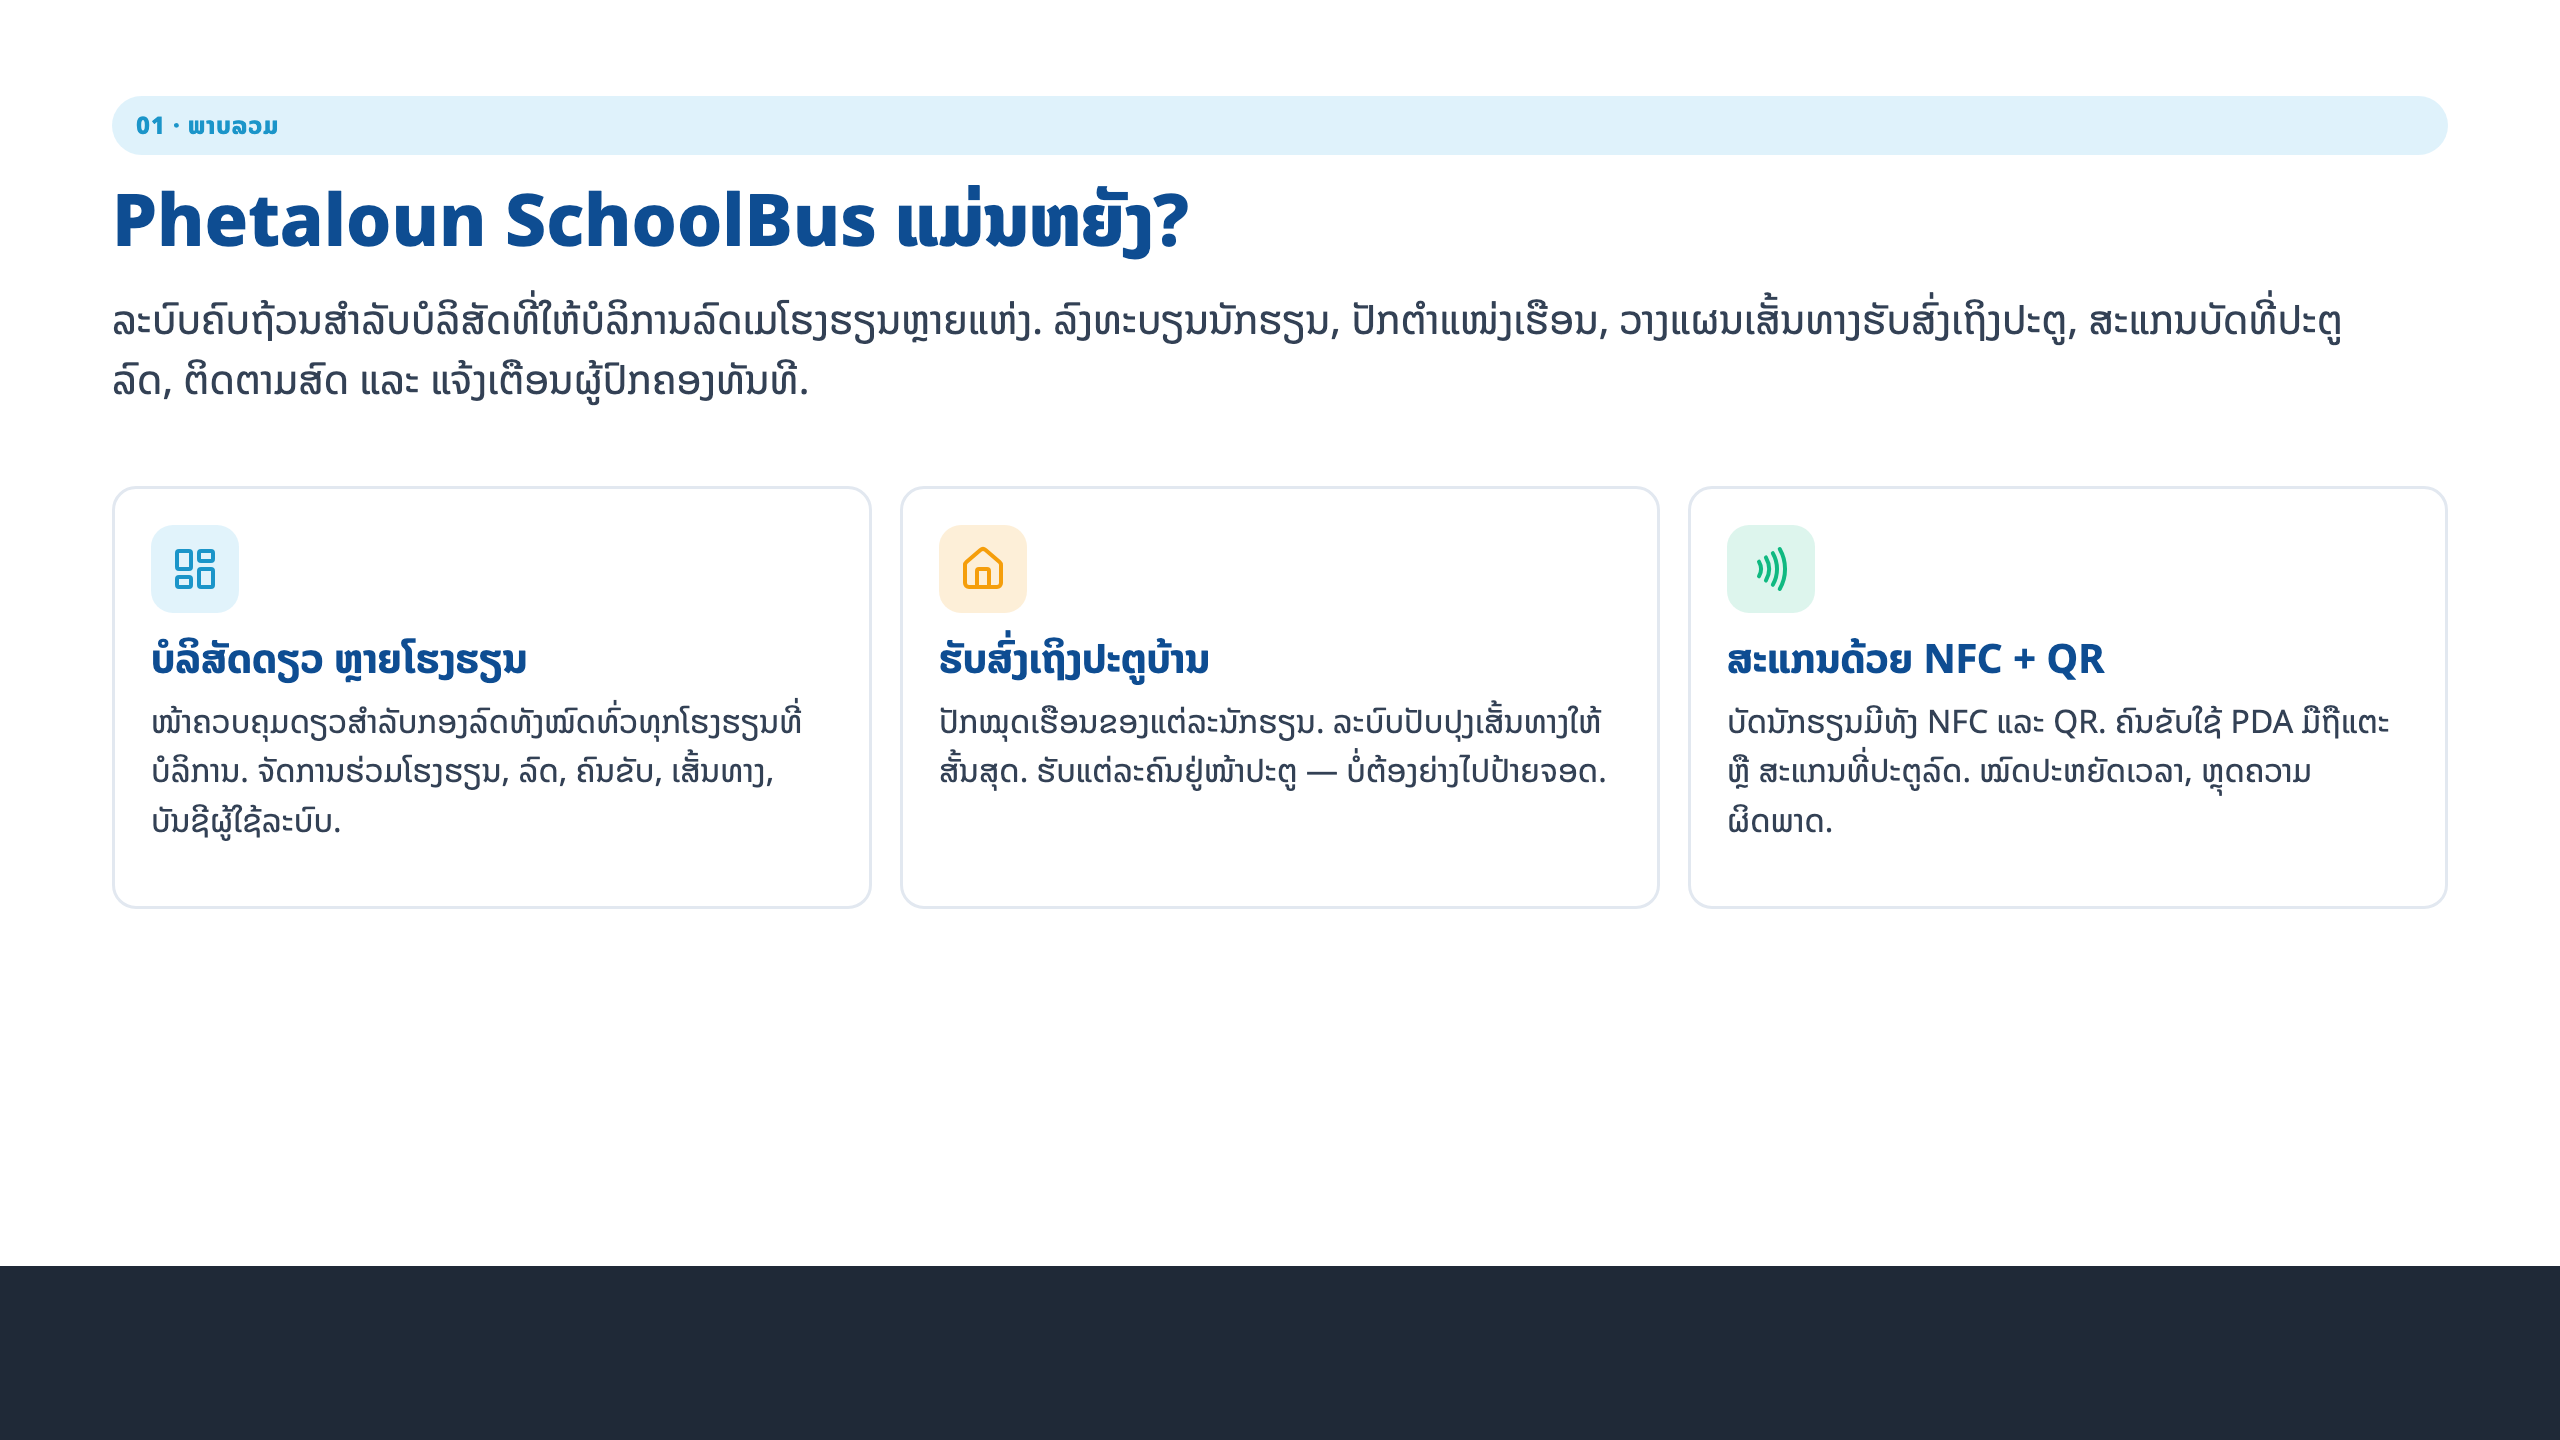 01 · ພາບລວມ
Phetaloun SchoolBus ແມ່ນຫຍັງ?
ລະບົບຄົບຖ້ວນສຳລັບບໍລິສັດທີ່ໃຫ້ບໍລິການລົດເມໂຮງຮຽນຫຼາຍແຫ່ງ. ລົງທະບຽນນັກຮຽນ, ປັກຕຳແໜ່ງເຮືອນ, ວາງແຜນເສັ້ນທາງຮັບສົ່ງເຖິງປະຕູ, ສະແກນບັດທີ່ປະຕູ
ລົດ, ຕິດຕາມສົດ ແລະ ແຈ້ງເຕືອນຜູ້ປົກຄອງທັນທີ.
ບໍລິສັດດຽວ ຫຼາຍໂຮງຮຽນ
ໜ້າຄວບຄຸມດຽວສຳລັບກອງລົດທັງໝົດທົ່ວທຸກໂຮງຮຽນທີ່
ບໍລິການ. ຈັດການຮ່ວມໂຮງຮຽນ, ລົດ, ຄົນຂັບ, ເສັ້ນທາງ,
ບັນຊີຜູ້ໃຊ້ລະບົບ.
ຮັບສົ່ງເຖິງປະຕູບ້ານ
ປັກໝຸດເຮືອນຂອງແຕ່ລະນັກຮຽນ. ລະບົບປັບປຸງເສັ້ນທາງໃຫ້
ສັ້ນສຸດ. ຮັບແຕ່ລະຄົນຢູ່ໜ້າປະຕູ — ບໍ່ຕ້ອງຍ່າງໄປປ້າຍຈອດ.
ສະແກນດ້ວຍ NFC + QR
ບັດນັກຮຽນມີທັງ NFC ແລະ QR. ຄົນຂັບໃຊ້ PDA ມືຖືແຕະ
ຫຼື ສະແກນທີ່ປະຕູລົດ. ໝົດປະຫຍັດເວລາ, ຫຼຸດຄວາມ
ຜິດພາດ.